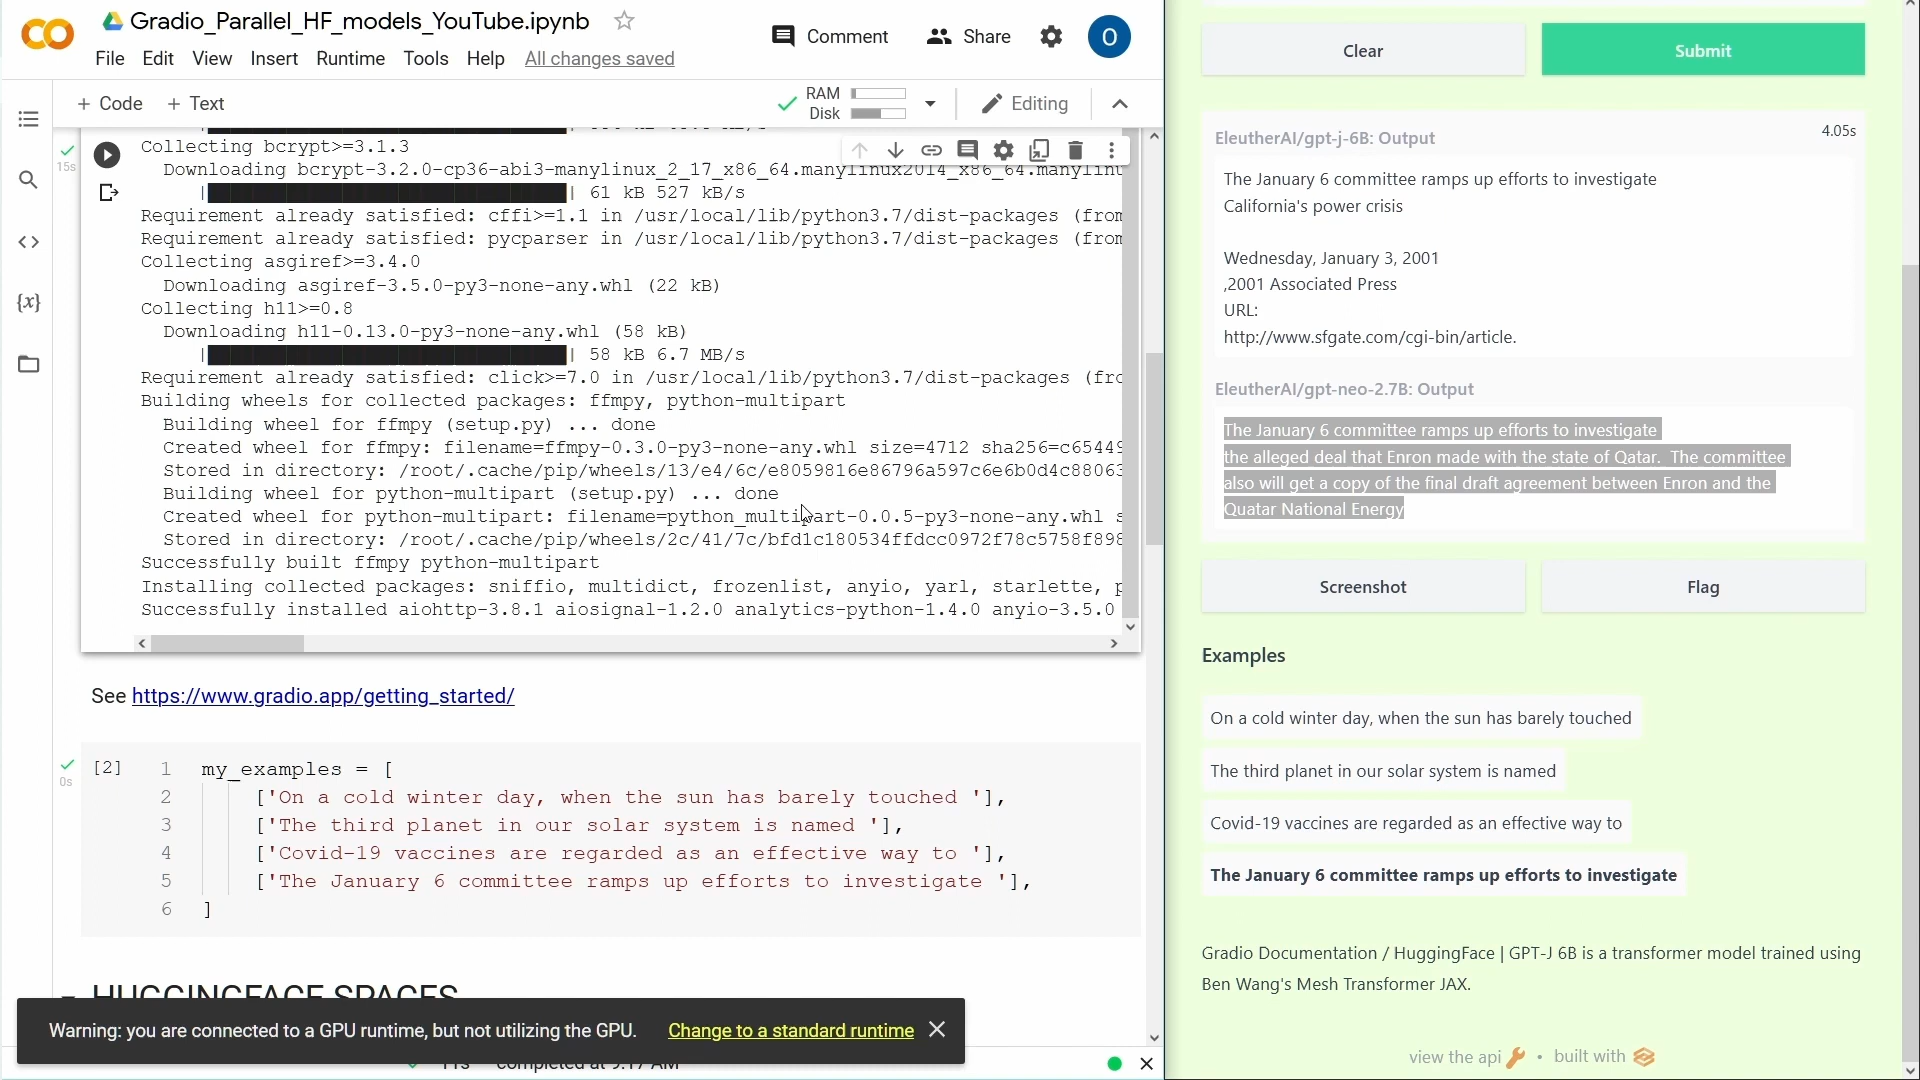 Gradio_Parallel_HF_models_YouTube.ipynb
Comment
Share
O
File Edit View Insert Runtime Tools Help All changes saved
+ Code + Text
RAM
Disk
Editing
15s
Collecting bcrypt>=3.1.3
Downloading bcrypt-3.2.0-cp36-abi3-manylinux_2_17_x86_64.manylinux2014_x86_64.manylinu
| 61 kB 527 kB/s
Requirement already satisfied: cffi>=1.1 in /usr/local/lib/python3.7/dist-packages (from
Requirement already satisfied: pycparser in /usr/local/lib/python3.7/dist-packages (from
Collecting asgiref>=3.4.0
Downloading asgiref-3.5.0-py3-none-any.whl (22 kB)
Collecting h11>=0.8
Downloading h11-0.13.0-py3-none-any.whl (58 kB)
| 58 kB 6.7 MB/s
Requirement already satisfied: click>=7.0 in /usr/local/lib/python3.7/dist-packages (fro
Building wheels for collected packages: ffmpy, python-multipart
Building wheel for ffmpy (setup.py) ... done
Created wheel for ffmpy: filename=ffmpy-0.3.0-py3-none-any.whl size=4712 sha256=c65449
Stored in directory: /root/.cache/pip/wheels/13/e4/6c/e8059816e86796a597c6e6b0d4c88063
Building wheel for python-multipart (setup.py) ... done
Created wheel for python-multipart: filename=python_multipart-0.0.5-py3-none-any.whl s
Stored in directory: /root/.cache/pip/wheels/2c/41/7c/bfd1c180534ffdcc0972f78c5758f898
Successfully built ffmpy python-multipart
Installing collected packages: sniffio, multidict, frozenlist, anyio, yarl, starlette, p
Successfully installed aiohttp-3.8.1 aiosignal-1.2.0 analytics-python-1.4.0 anyio-3.5.0
See https://www.gradio.app/getting_started/
0s
[2]
1 my_examples = [
2 ['On a cold winter day, when the sun has barely touched '],
3 ['The third planet in our solar system is named '],
4 ['Covid-19 vaccines are regarded as an effective way to '],
5 ['The January 6 committee ramps up efforts to investigate '],
6 ]
HUGGINGFACE SPACES
Warning: you are connected to a GPU runtime, but not utilizing the GPU. Change to a standard runtime
completed at 9:17 AM
Clear
Submit
EleutherAI/gpt-j-6B: Output
4.05s
The January 6 committee ramps up efforts to investigate
California's power crisis
Wednesday, January 3, 2001
,2001 Associated Press
URL:
http://www.sfgate.com/cgi-bin/article.
EleutherAI/gpt-neo-2.7B: Output
The January 6 committee ramps up efforts to investigate
the alleged deal that Enron made with the state of Qatar. The committee
also will get a copy of the final draft agreement between Enron and the
Quatar National Energy
Screenshot
Flag
Examples
On a cold winter day, when the sun has barely touched
The third planet in our solar system is named
Covid-19 vaccines are regarded as an effective way to
The January 6 committee ramps up efforts to investigate
Gradio Documentation / HuggingFace | GPT-J 6B is a transformer model trained using
Ben Wang's Mesh Transformer JAX.
view the api • built with